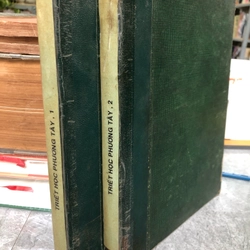 TRIẾT HỌC PHƯƠNG TÂY . 1
TRIẾT HỌC PHƯƠNG TÂY . 2